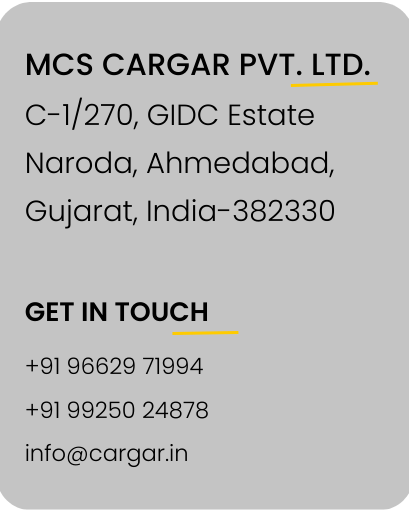 MCS CARGAR PVT. LTD.
C-1/270, GIDC Estate
Naroda, Ahmedabad,
Gujarat, India-382330
GET IN TOUCH
+91 96629 71994
+91 99250 24878
info@cargar.in